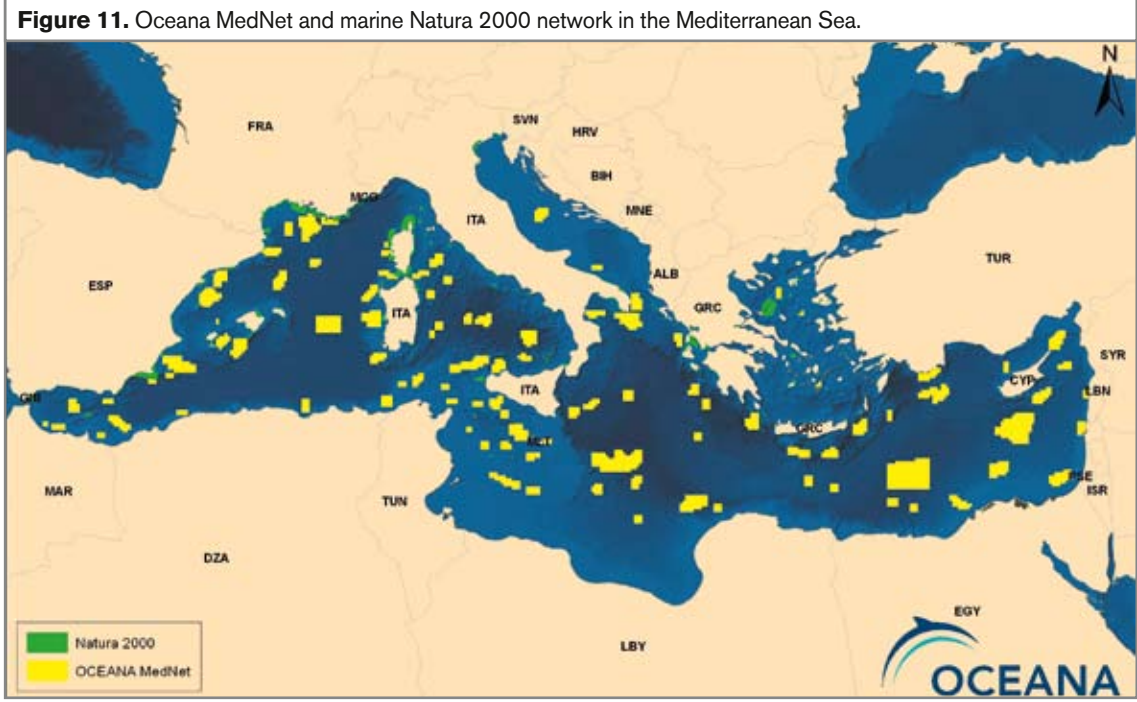 Figure 11. Oceana MedNet and marine Natura 2000 network in the Mediterranean Sea.
N
SVN
FRA
HRV
BIH
MCO
MNE
ITA
TUR
ALB
ESP
GRC
ITA
SYR
CYP
ITA
LBN
GIB
GRC
MLT
PSE
MAR
ISR
TUN
DZA
EGY
Natura 2000
LBY
OCEANA MedNet
OCEANA